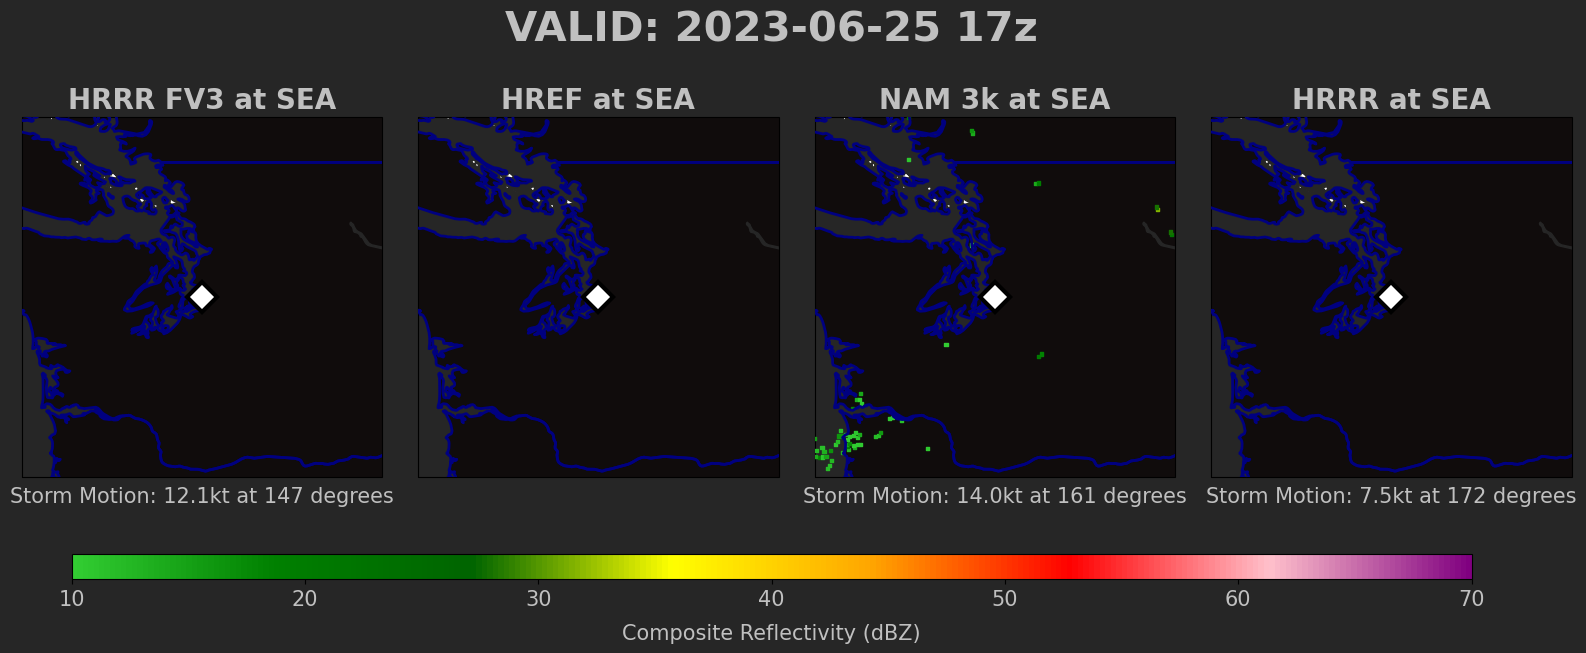 VALID: 2023-06-25 17z
HRRR FV3 at SEA
HREF at SEA
NAM 3k at SEA
HRRR at SEA
Storm Motion: 12.1kt at 147 degrees
Storm Motion: 14.0kt at 161 degrees
Storm Motion: 7.5kt at 172 degrees
10 20 30 40 50 60 70
Composite Reflectivity (dBZ)